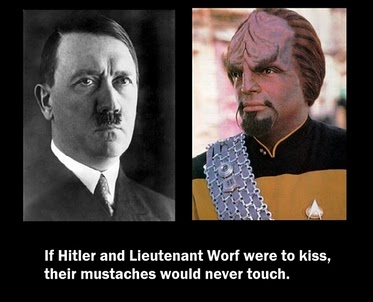 If Hitler and Lieutenant Worf were to kiss,
their mustaches would never touch.